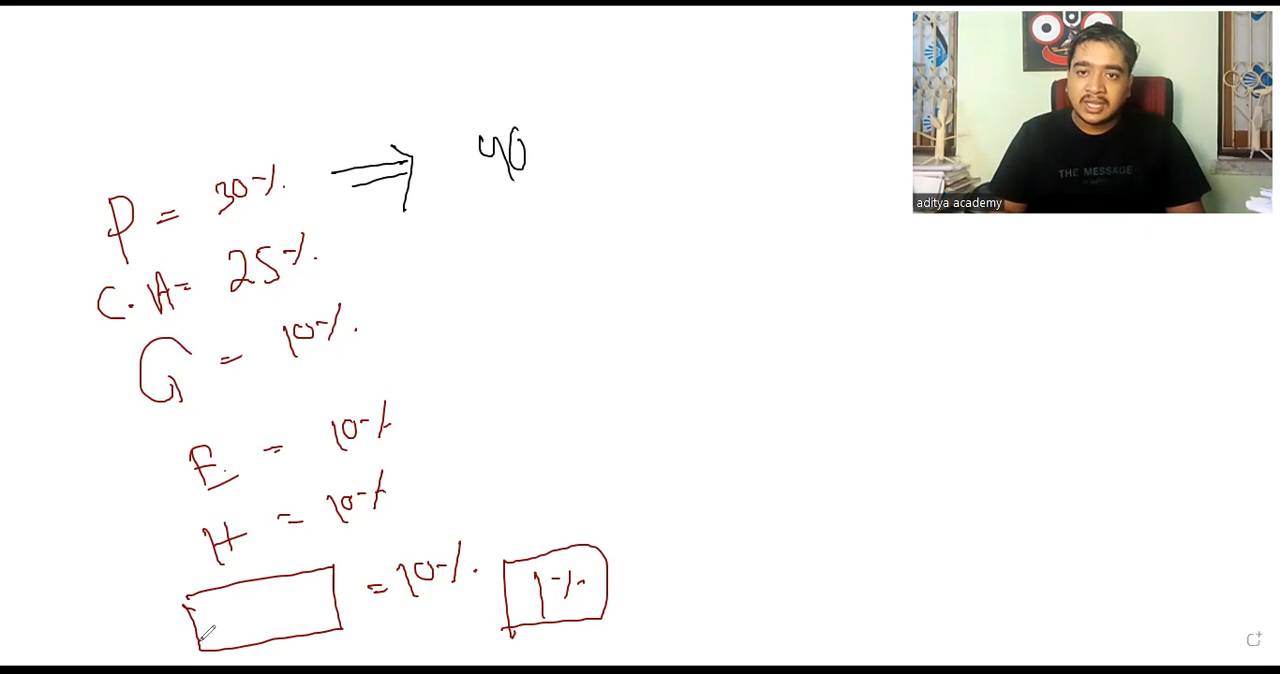 P = 30%
40
C.A = 25%
G = 10%
E = 10%
H = 10%
= 10%
1%
THE MESSAGE
aditya academy